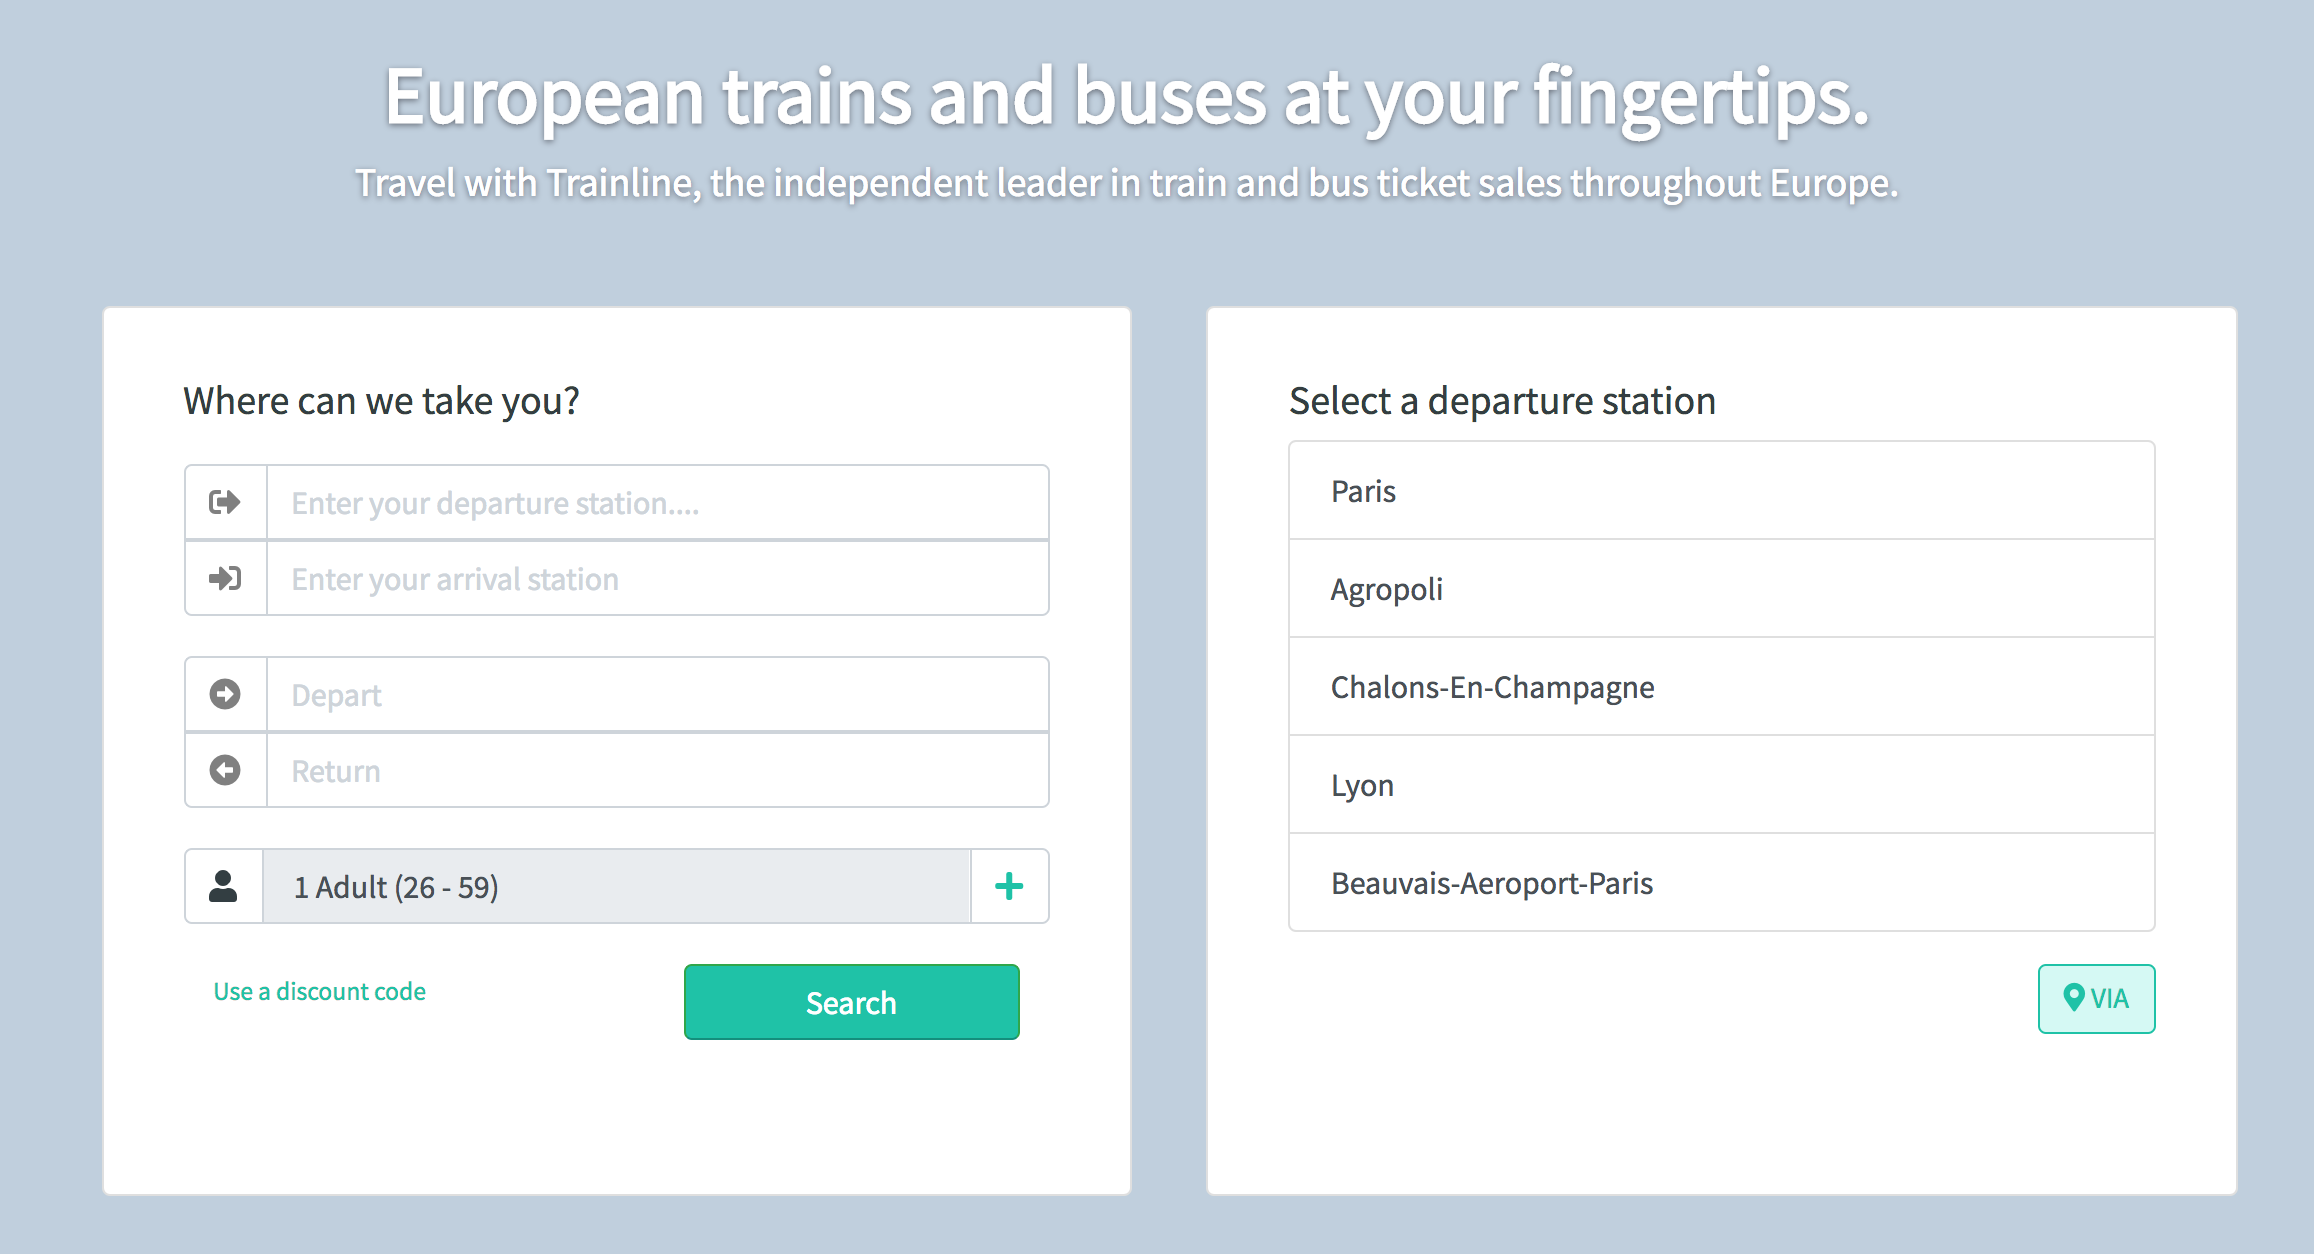 European trains and buses at your fingertips.
Travel with Trainline, the independent leader in train and bus ticket sales throughout Europe.
Where can we take you?
Enter your departure station....
Enter your arrival station
Depart
Return
1 Adult (26 - 59)
Use a discount code
Search
Select a departure station
Paris
Agropoli
Chalons-En-Champagne
Lyon
Beauvais-Aeroport-Paris
VIA